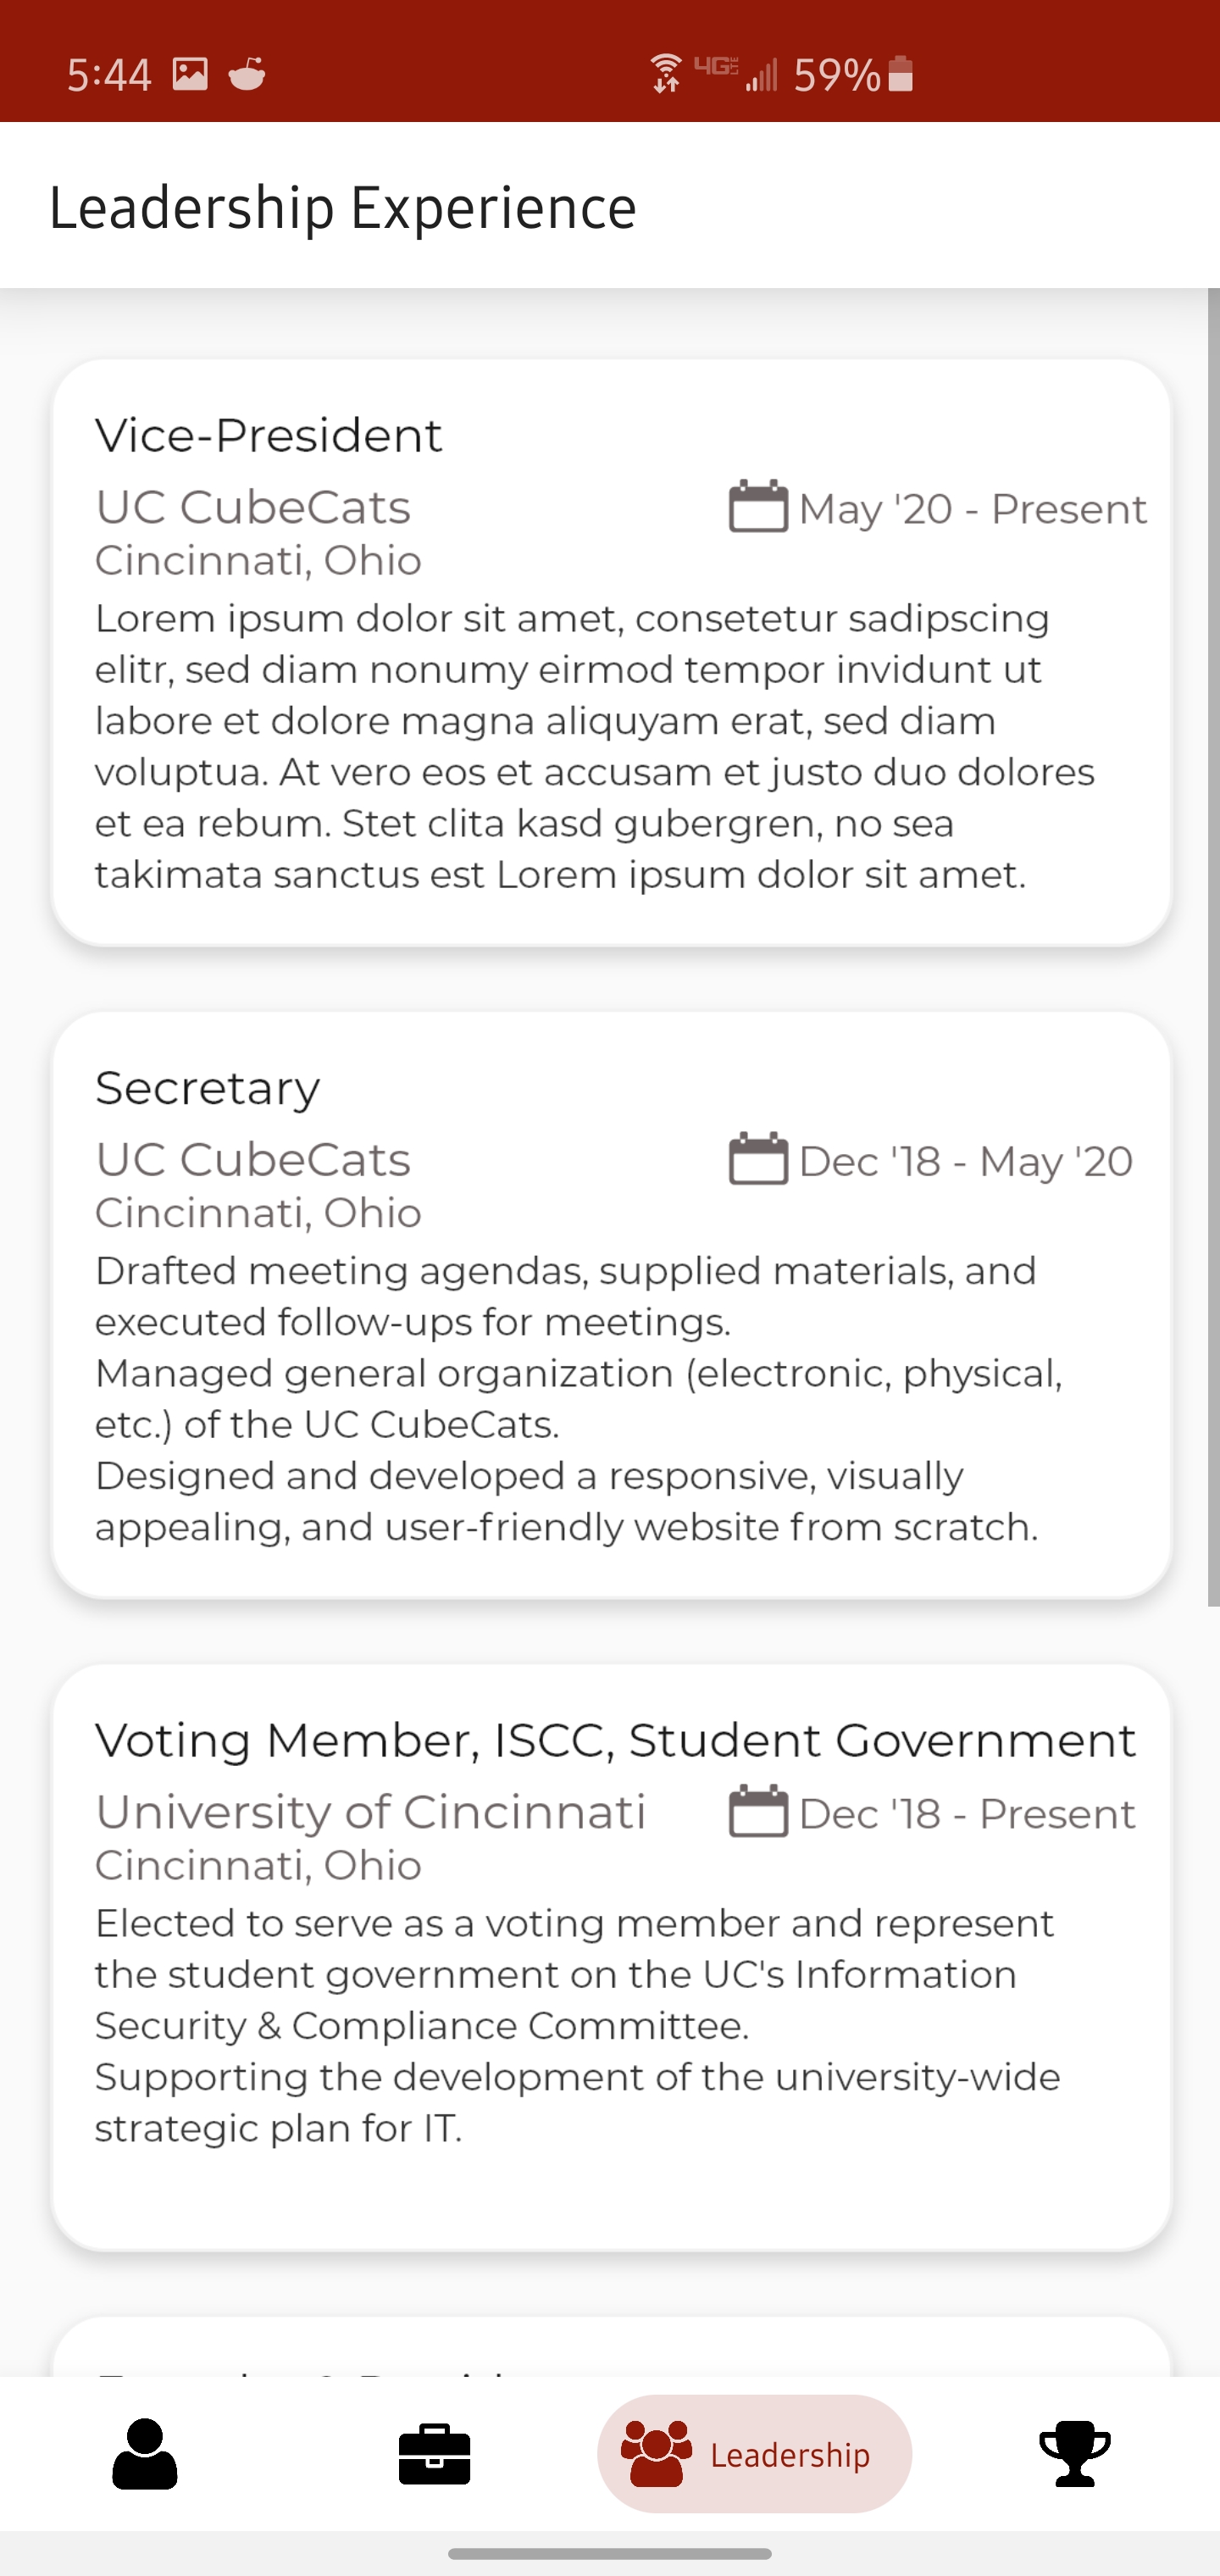 5:44 4G LTE 59%
Leadership Experience
Vice-President
UC CubeCats
May '20 - Present
Cincinnati, Ohio
Lorem ipsum dolor sit amet, consetetur sadipscing
elitr, sed diam nonumy eirmod tempor invidunt ut
labore et dolore magna aliquyam erat, sed diam
voluptua. At vero eos et accusam et justo duo dolores
et ea rebum. Stet clita kasd gubergren, no sea
takimata sanctus est Lorem ipsum dolor sit amet.
Secretary
UC CubeCats
Dec '18 - May '20
Cincinnati, Ohio
Drafted meeting agendas, supplied materials, and
executed follow-ups for meetings.
Managed general organization (electronic, physical,
etc.) of the UC CubeCats.
Designed and developed a responsive, visually
appealing, and user-friendly website from scratch.
Voting Member, ISCC, Student Government
University of Cincinnati
Dec '18 - Present
Cincinnati, Ohio
Elected to serve as a voting member and represent
the student government on the UC's Information
Security & Compliance Committee.
Supporting the development of the university-wide
strategic plan for IT.
Leadership